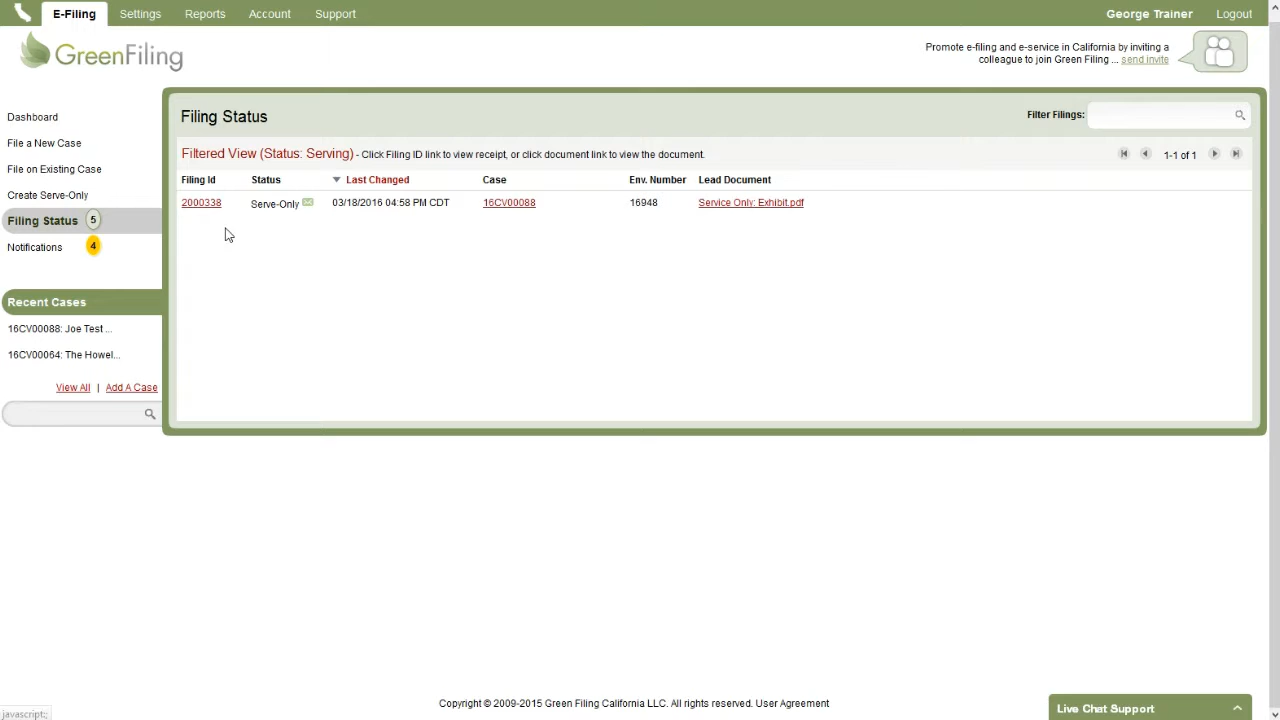 E-Filing Settings Reports Account Support George Trainer Logout
GreenFiling
Promote e-filing and e-service in California by inviting a
colleague to join Green Filing ... send invite
Dashboard
File a New Case
File on Existing Case
Create Serve-Only
Filing Status 5
Notifications 4
Recent Cases
16CV00088: Joe Test ...
16CV00064: The Howel...
View All | Add A Case
Filing Status Filter Filings:
Filtered View (Status: Serving) - Click Filing ID link to view receipt, or click document link to view the document. 1-1 of 1
Filing Id Status Last Changed Case Env. Number Lead Document
2000338 Serve-Only 03/18/2016 04:58 PM CDT 16CV00088 16948 Service Only: Exhibit.pdf
Copyright © 2009-2015 Green Filing California LLC. All rights reserved. User Agreement
Live Chat Support
javascript:;